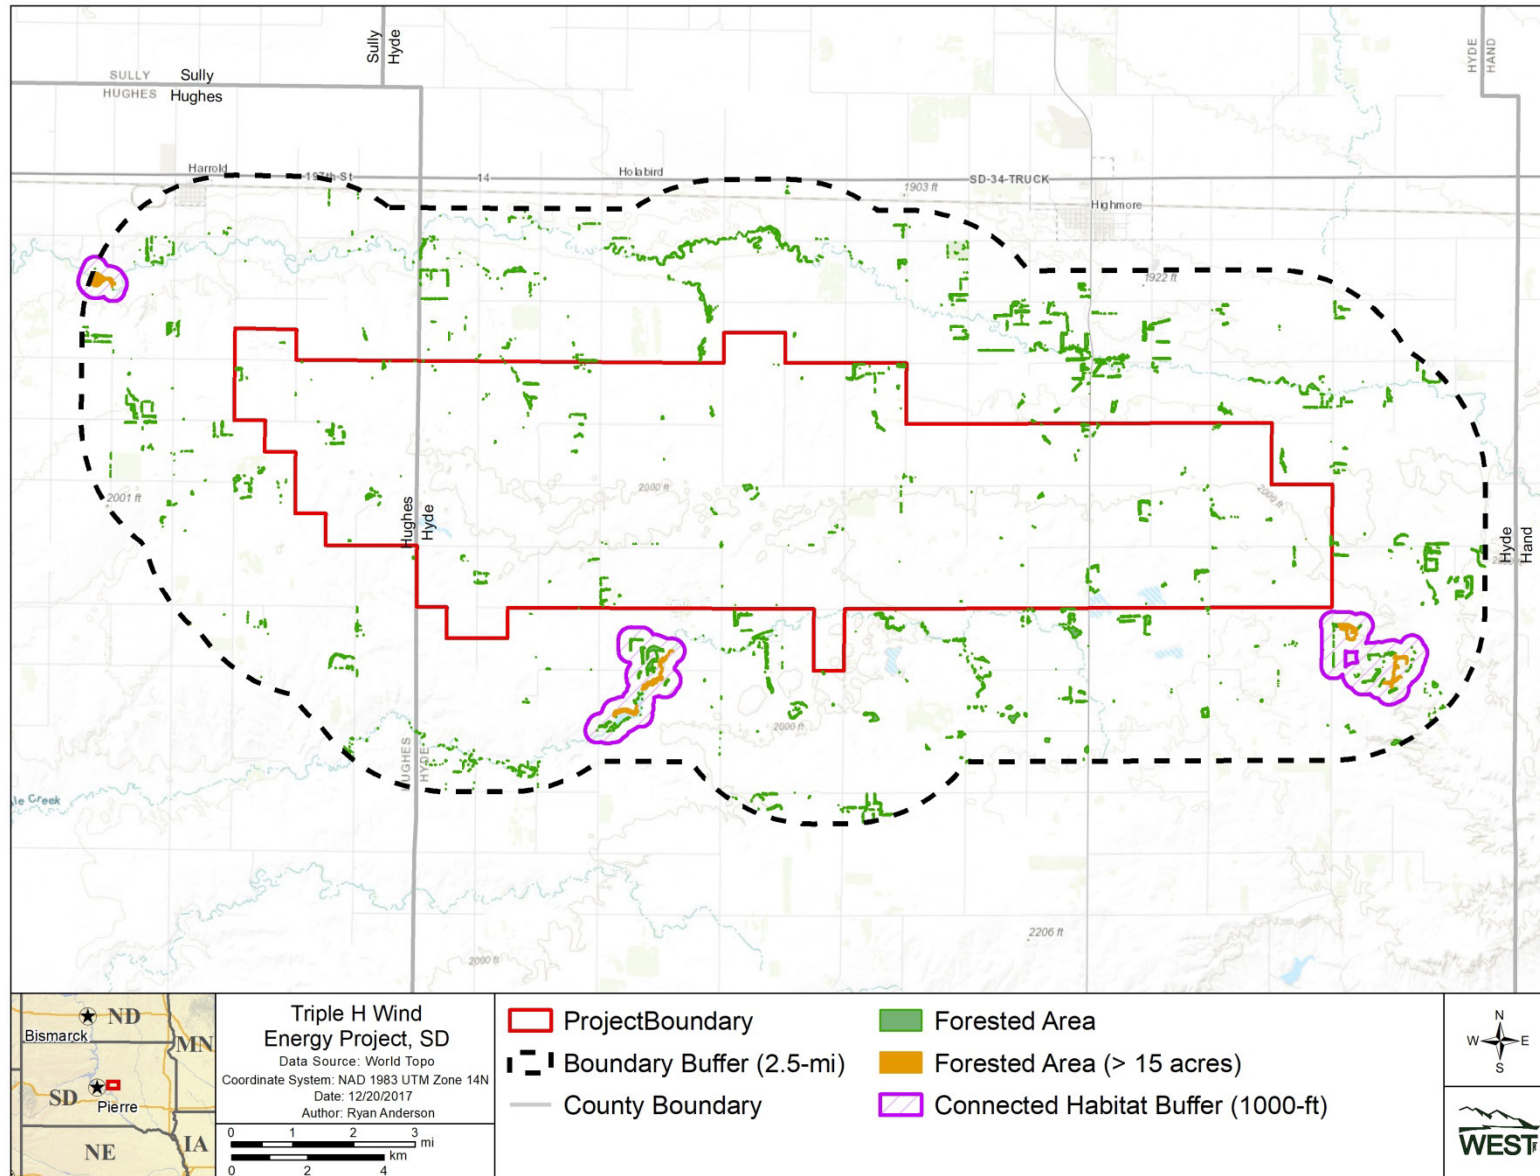 Sully
Hyde
HYDE
HAND
SULLY
Sully
HUGHES
Hughes
Harrold
197th St
14
Holabird
SD-34-TRUCK
1903 ft
Highmore
1922 ft
2001 ft
2000 ft
2000 ft
Hughes
Hyde
Hyde
Hand
2000 ft
HUGHES
HYDE
le Creek
2206 ft
2000 ft
ND
Bismarck
MN
SD
Pierre
NE
IA
Triple H Wind
Energy Project, SD
Data Source: World Topo
Coordinate System: NAD 1983 UTM Zone 14N
Date: 12/20/2017
Author: Ryan Anderson
0 1 2 3
mi
km
0 2 4
ProjectBoundary
Boundary Buffer (2.5-mi)
County Boundary
Forested Area
Forested Area (> 15 acres)
Connected Habitat Buffer (1000-ft)
N
W E
S
WEST